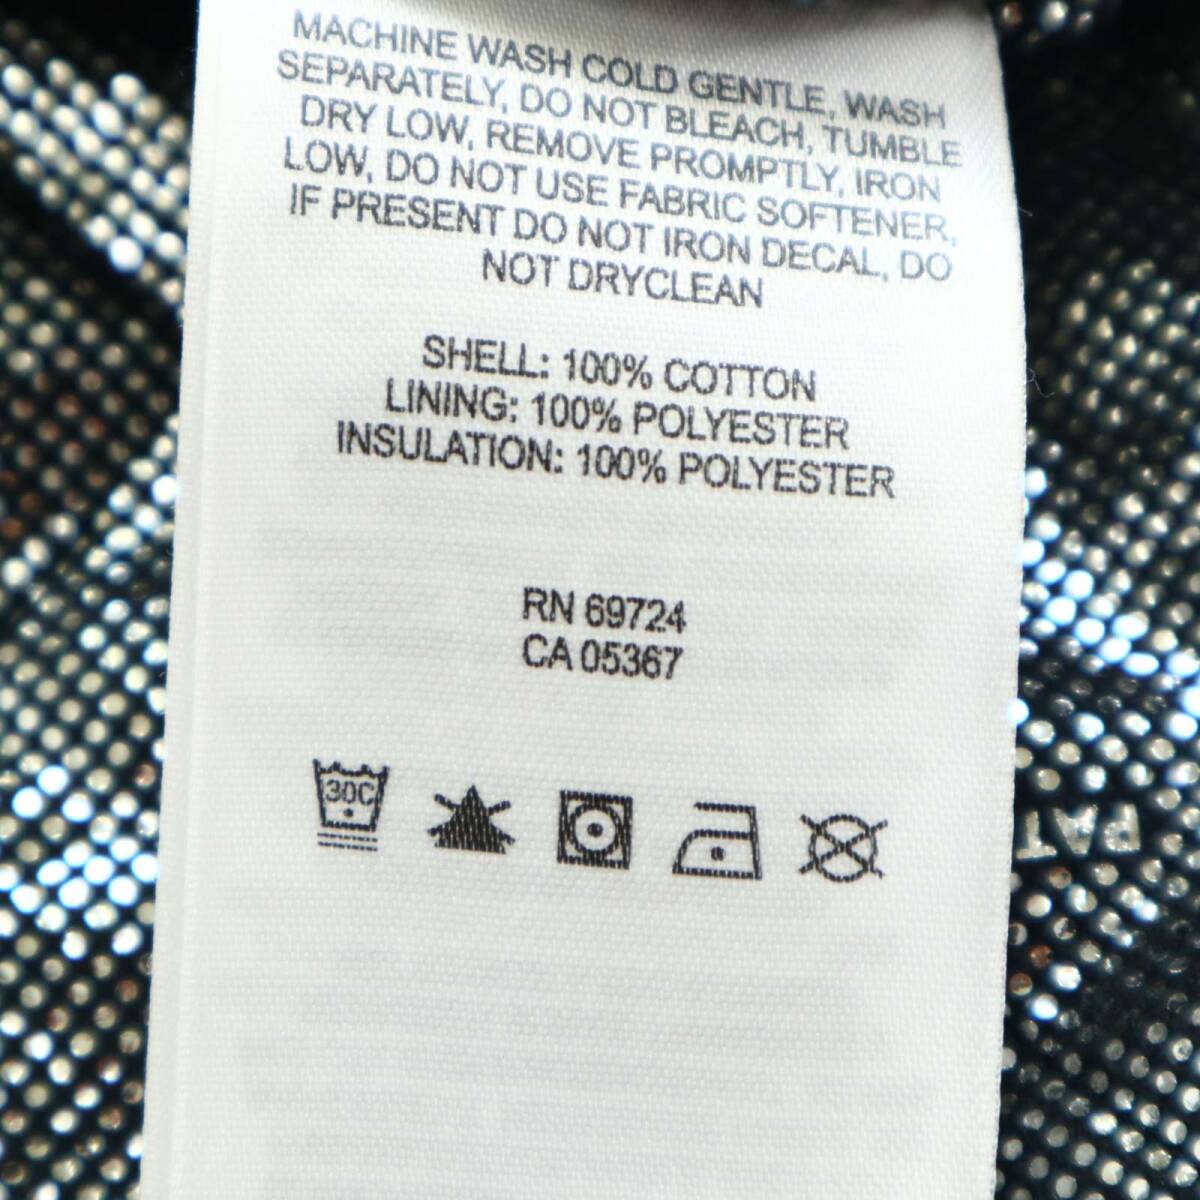 MACHINE WASH COLD GENTLE, WASH
SEPARATELY, DO NOT BLEACH, TUMBLE
DRY LOW, REMOVE PROMPTLY, IRON
LOW, DO NOT USE FABRIC SOFTENER,
IF PRESENT DO NOT IRON DECAL, DO
NOT DRYCLEAN
SHELL: 100% COTTON
LINING: 100% POLYESTER
INSULATION: 100% POLYESTER
RN 69724
CA 05367
30C
PAT